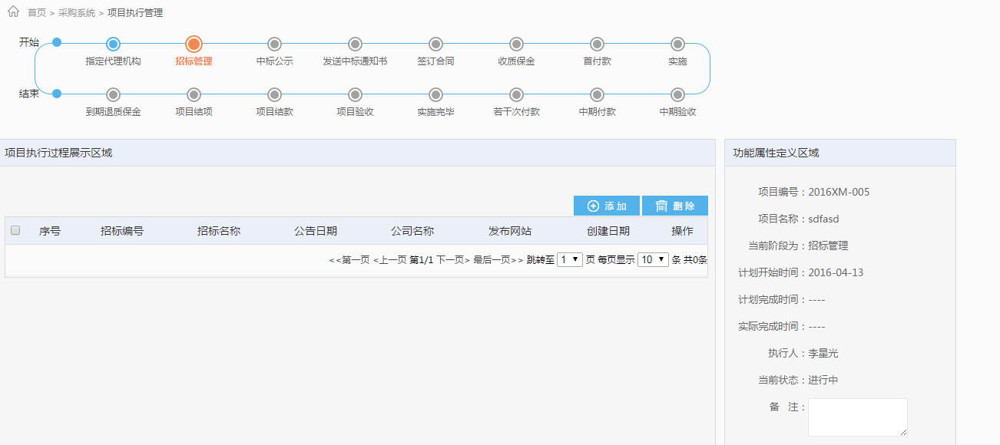 首页 > 采购系统 > 项目执行管理
开始
指定代理机构 招标管理 中标公示 发送中标通知书 签订合同 收质保金 首付款 实施
结束
到期退质保金 项目结项 项目结款 项目验收 实施完毕 若干次付款 中期付款 中期验收
项目执行过程展示区域
添加 删除
序号 招标编号 招标名称 公告日期 公司名称 发布网站 创建日期 操作
<<第一页 <上一页 第1/1 下一页> 最后一页>> 跳转至 1 页 每页显示 10 条 共0条
功能属性定义区域
项目编号：2016XM-005
项目名称：sdfasd
当前阶段为：招标管理
计划开始时间：2016-04-13
计划完成时间：----
实际完成时间：----
执行人：李星光
当前状态：进行中
备 注：